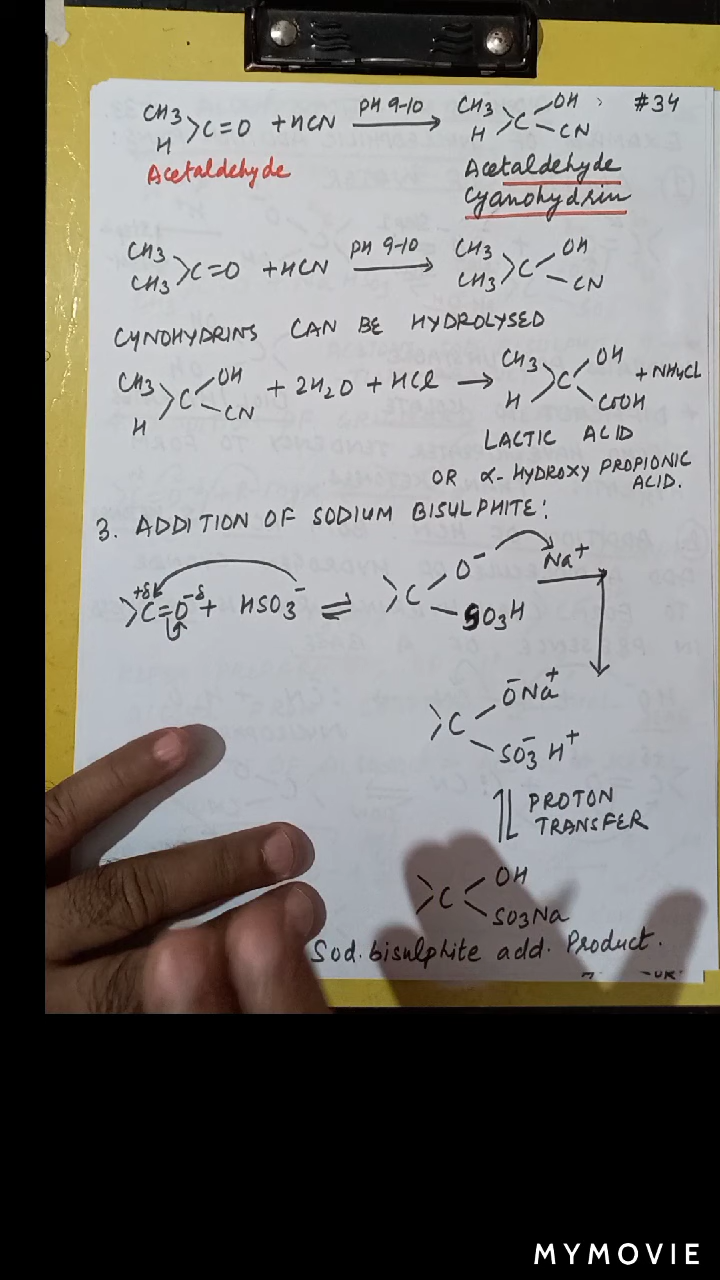 #34
CH3 H >C=O +HCN PH 9-10 → CH3 H >C -OH -CN
Acetaldehyde
Acetaldehyde
Cyanohydrin
CH3 CH3 >C=O +HCN PH 9-10 → CH3 CH3 >C -OH -CN
CYNOHYDRINS CAN BE HYDROLYSED
CH3 H >C -OH -CN + 2H2O + HCl → CH3 H >C -OH -COOH + NH4Cl
LACTIC ACID
OR α-HYDROXY PROPIONIC
ACID.
3. ADDITION OF SODIUM BISULPHITE:
+δ -δ
>C=O + HSO3⁻ ⇌ >C -O⁻ -SO3H Na⁺
>C -O⁻Na⁺ -SO3⁻ H⁺
⇌ PROTON
TRANSFER
>C -OH -SO3Na
Sod. bisulphite add. Product.
MYMOVIE